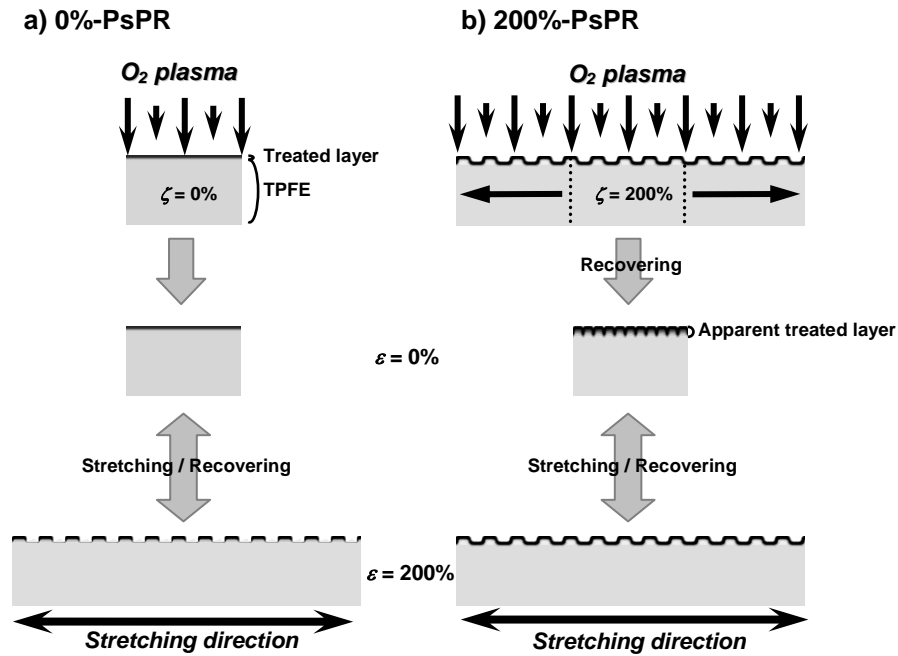 a) 0%-PsPR
O2 plasma
Treated layer
TPFE
ζ = 0%
Stretching / Recovering
b) 200%-PsPR
O2 plasma
ζ = 200%
Recovering
Apparent treated layer
ε = 0%
Stretching / Recovering
ε = 200%
Stretching direction
Stretching direction